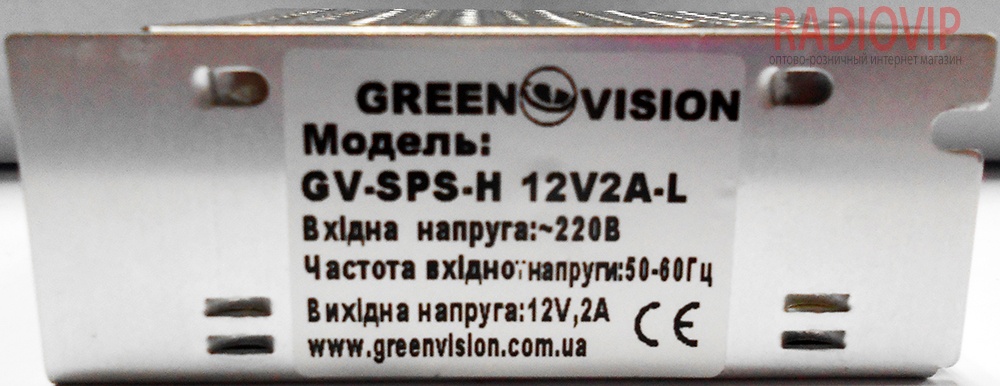 RADIOVIP
оптово-розничный интернет магазин
GREEN VISION
Модель:
GV-SPS-H 12V2A-L
Вхідна напруга:~220В
Частота вхідної напруги:50-60Гц
Вихідна напруга:12V,2A
CE
www.greenvision.com.ua